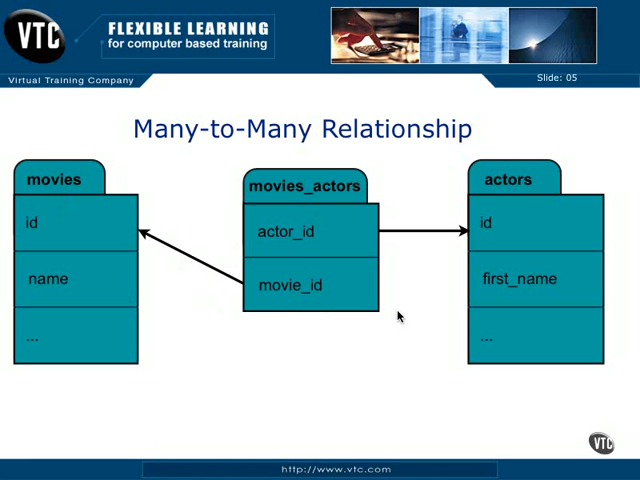 VTC
FLEXIBLE LEARNING
for computer based training
Virtual Training Company
Slide: 05
Many-to-Many Relationship
movies
id
name
...
movies_actors
actor_id
movie_id
actors
id
first_name
...
VTC
http://www.vtc.com